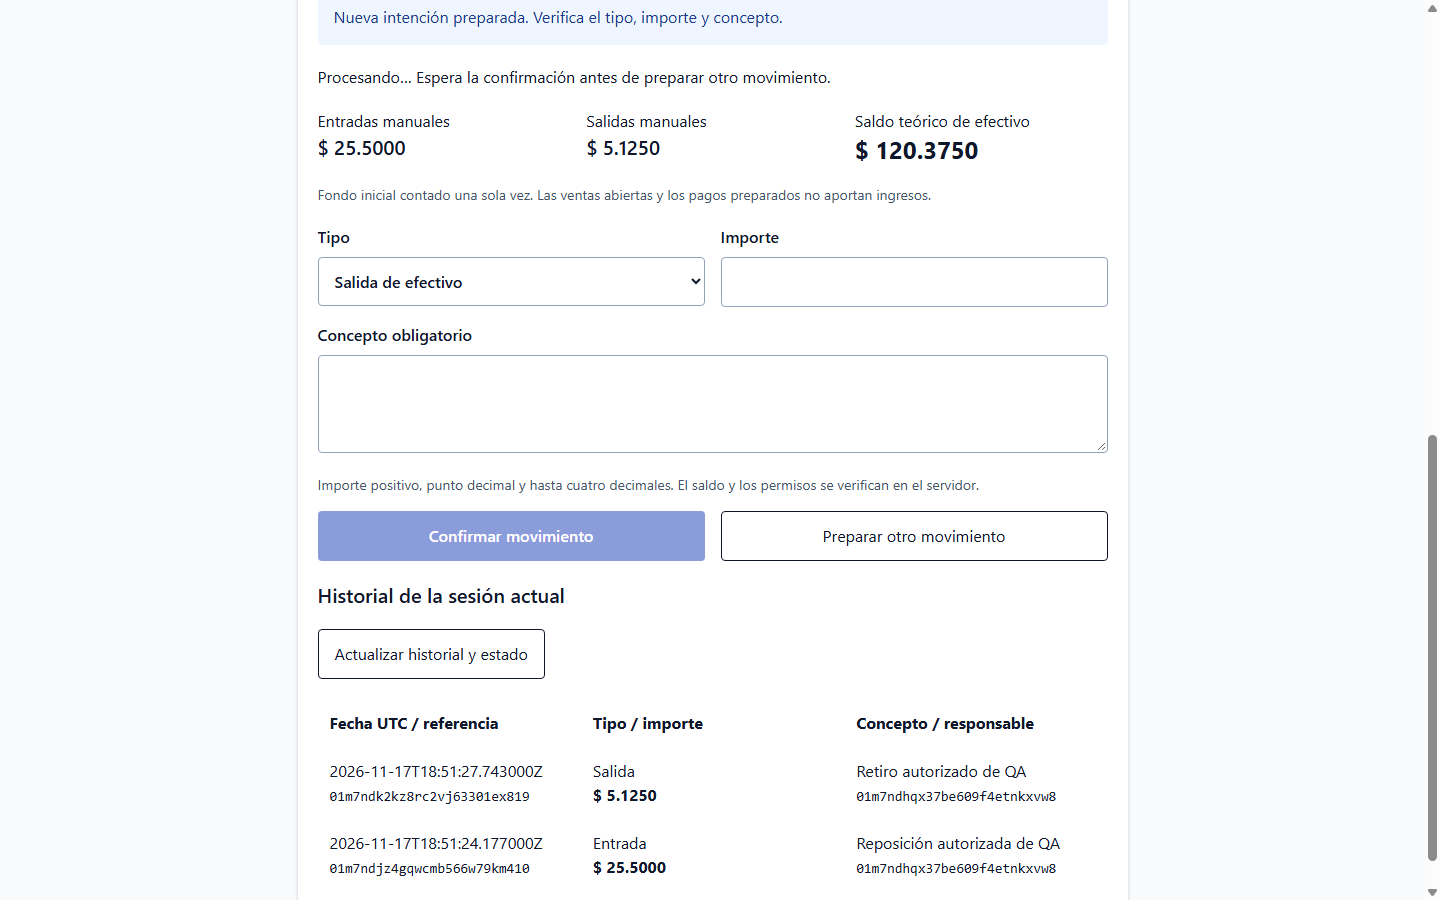 Nueva intención preparada. Verifica el tipo, importe y concepto.
Procesando... Espera la confirmación antes de preparar otro movimiento.
Entradas manuales
$ 25.5000
Salidas manuales
$ 5.1250
Saldo teórico de efectivo
$ 120.3750
Fondo inicial contado una sola vez. Las ventas abiertas y los pagos preparados no aportan ingresos.
Tipo
Salida de efectivo
Importe
Concepto obligatorio
Importe positivo, punto decimal y hasta cuatro decimales. El saldo y los permisos se verifican en el servidor.
Confirmar movimiento
Preparar otro movimiento
Historial de la sesión actual
Actualizar historial y estado
Fecha UTC / referencia
Tipo / importe
Concepto / responsable
2026-11-17T18:51:27.743000Z
01m7ndk2kz8rc2vj63301ex819
Salida
$ 5.1250
Retiro autorizado de QA
01m7ndhqx37be609f4etnkxvw8
2026-11-17T18:51:24.177000Z
01m7ndjz4gqwcmb566w79km410
Entrada
$ 25.5000
Reposición autorizada de QA
01m7ndhqx37be609f4etnkxvw8